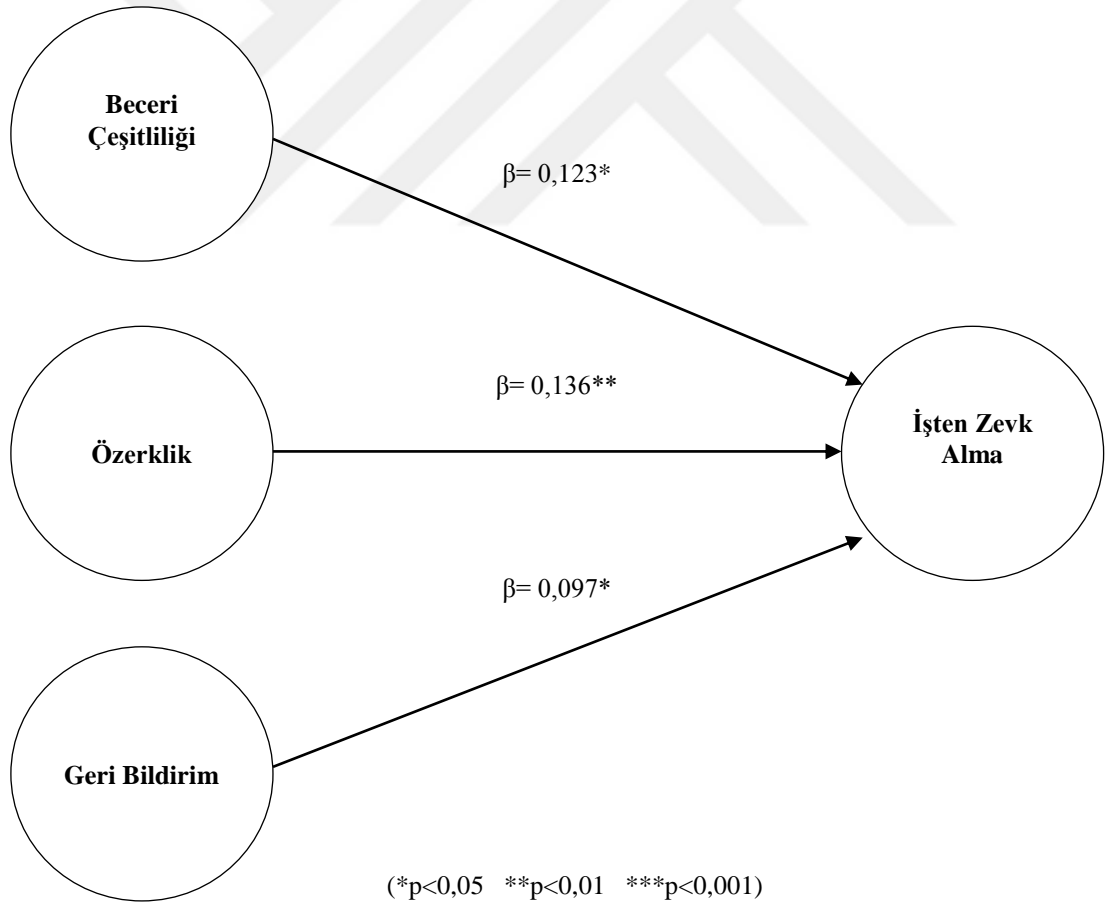 Beceri
Çeşitliliği
β= 0,123*
β= 0,136**
Özerklik
İşten Zevk
Alma
β= 0,097*
Geri Bildirim
(*p<0,05 **p<0,01 ***p<0,001)